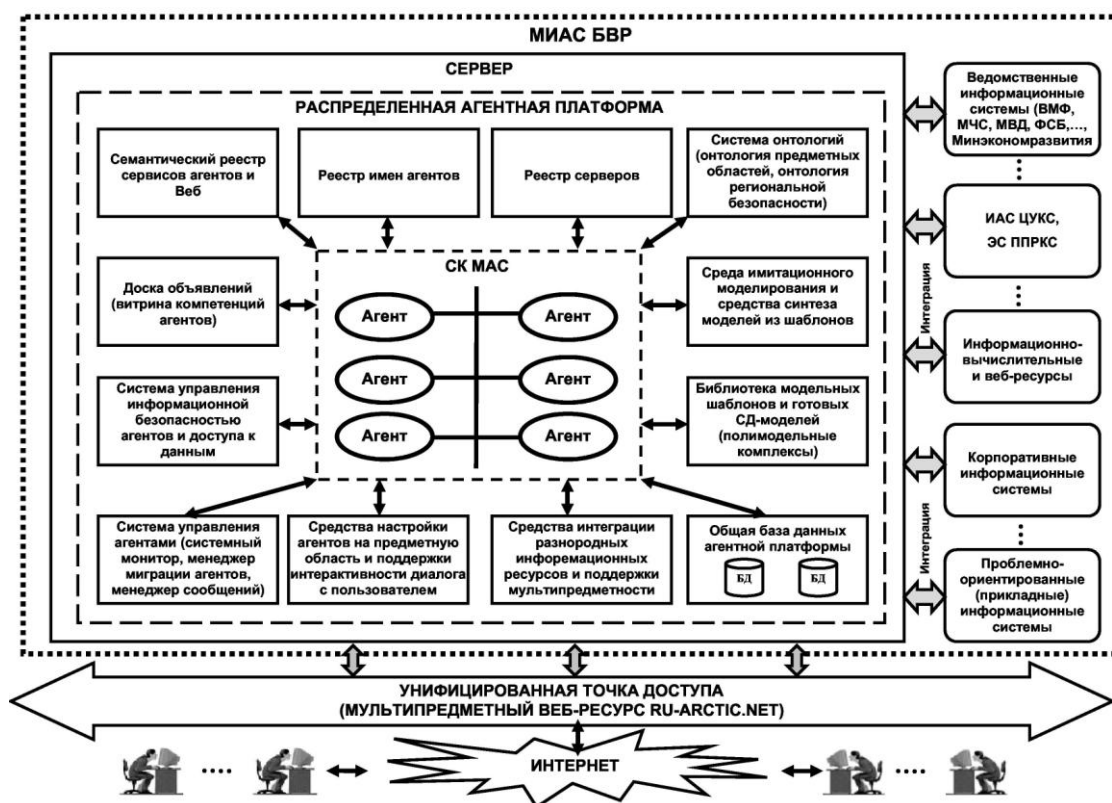 МИАС БВР
СЕРВЕР
РАСПРЕДЕЛЕННАЯ АГЕНТНАЯ ПЛАТФОРМА
Семантический реестр
сервисов агентов и
Веб
Реестр имен агентов
Реестр серверов
Система онтологий
(онтология предметных
областей, онтология
региональной
безопасности)
Доска объявлений
(витрина компетенций
агентов)
СК МАС
Агент
Агент
Агент
Агент
Агент
Агент
Среда имитационного
моделирования и
средства синтеза
моделей из шаблонов
Система управления
информационной
безопасностью
агентов и доступа к
данным
Библиотека модельных
шаблонов и готовых
СД-моделей
(полимодельные
комплексы)
Система управления
агентами (системный
монитор, менеджер
миграции агентов,
менеджер сообщений)
Средства настройки
агентов на предметную
область и поддержки
интерактивности диалога
с пользователем
Средства интеграции
разнородных
инфоремационных
ресурсов и поддержки
мультипредметности
Общая база данных
агентной платформы
БД
БД
Ведомственные
информационные
системы (ВМФ,
МЧС, МВД, ФСБ,...,
Минэкономразвития
ИАС ЦУКС,
ЭС ППРКС
Интеграция
Информационно-
вычислительные
и веб-ресурсы
Корпоративные
информационные
системы
Интеграция
Проблемно-
ориентированные
(прикладные)
информационные
системы
УНИФИЦИРОВАННАЯ ТОЧКА ДОСТУПА
(МУЛЬТИПРЕДМЕТНЫЙ ВЕБ-РЕСУРС RU-ARCTIC.NET)
ИНТЕРНЕТ